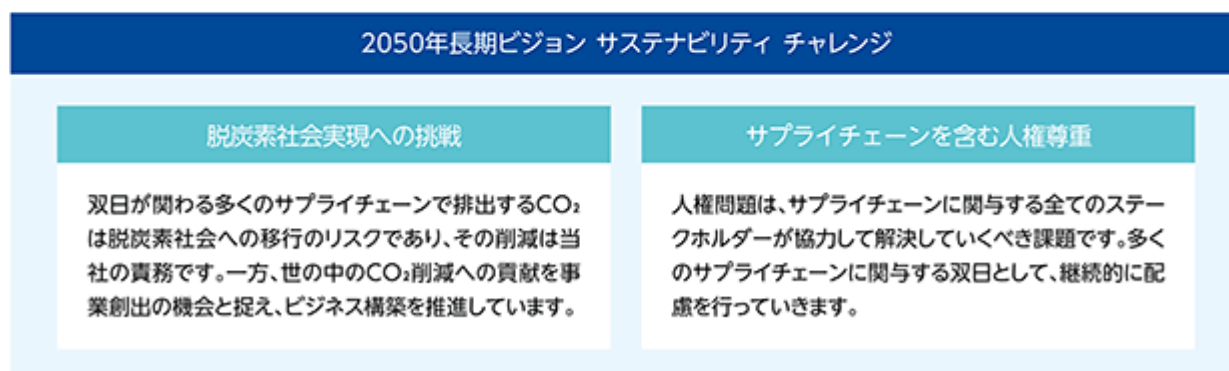 2050年長期ビジョン サステナビリティ チャレンジ
脱炭素社会実現への挑戦
双日が関わる多くのサプライチェーンで排出するCO₂
は脱炭素社会への移行のリスクであり、その削減は当
社の責務です。一方、世の中のCO₂削減への貢献を事
業創出の機会と捉え、ビジネス構築を推進しています。
サプライチェーンを含む人権尊重
人権問題は、サプライチェーンに関与する全てのステー
クホルダーが協力して解決していくべき課題です。多く
のサプライチェーンに関与する双日として、継続的に配
慮を行っていきます。